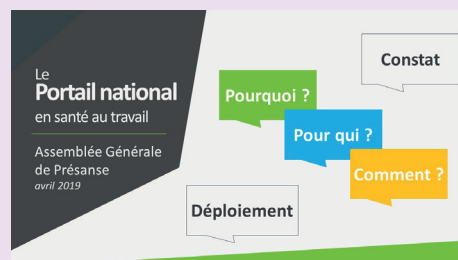 Le
Portail national
en santé au travail
Assemblée Générale
de Présanse
avril 2019
Constat
Pourquoi ?
Pour qui ?
Comment ?
Déploiement